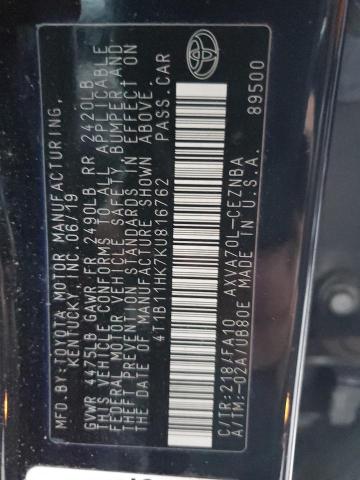 MFD.BY:TOYOTA MOTOR MANUFACTURING,
KENTUCKY, INC. 06/19
GVWR 4475LB GAWR FR 2490LB RR 2420LB
THIS VEHICLE CONFORMS TO ALL APPLICABLE
FEDERAL MOTOR VEHICLE SAFETY, BUMPER AND
THEFT PREVENTION STANDARDS IN EFFECT ON
THE DATE OF MANUFACTURE SHOWN ABOVE.
4T1B11HK7KU816762 PASS.CAR
C/TR:218/FA10 AXVA70L-CEZNBA
A/TM:-02A/UB80E MADE IN U.S.A.
89500